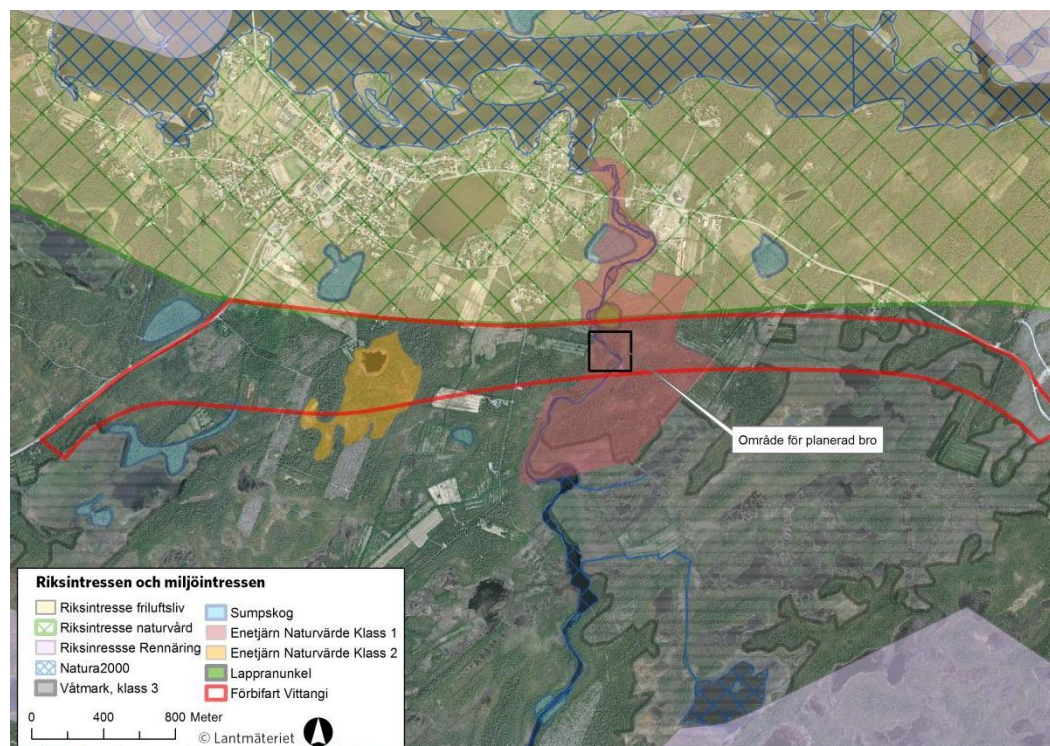 Område för planerad bro
Riksintressen och miljöintressen
Riksintresse friluftsliv
Riksintresse naturvård
Riksinressse Rennäring
Natura2000
Våtmark, klass 3
Sumpskog
Enetjärn Naturvärde Klass 1
Enetjärn Naturvärde Klass 2
Lappranunkel
Förbifart Vittangi
0 400 800 Meter
© Lantmäteriet